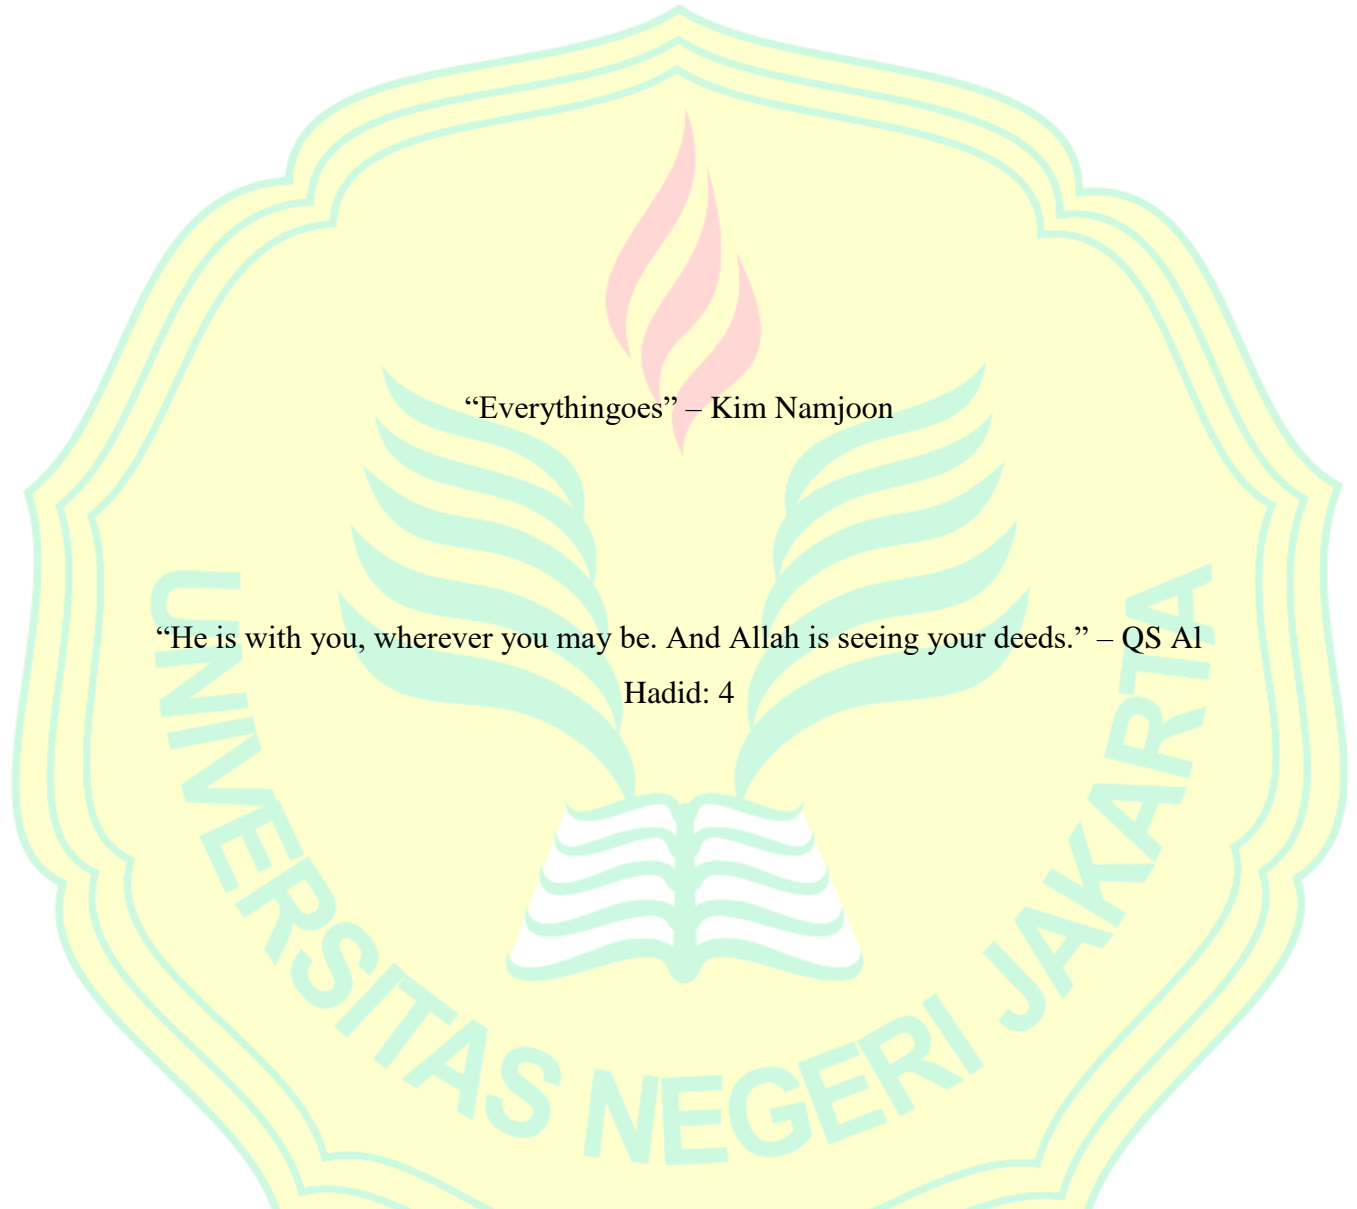 “Everythingoes” – Kim Namjoon
“He is with you, wherever you may be. And Allah is seeing your deeds.” – QS Al
Hadid: 4
UNIVERSITAS NEGERI JAKARTA